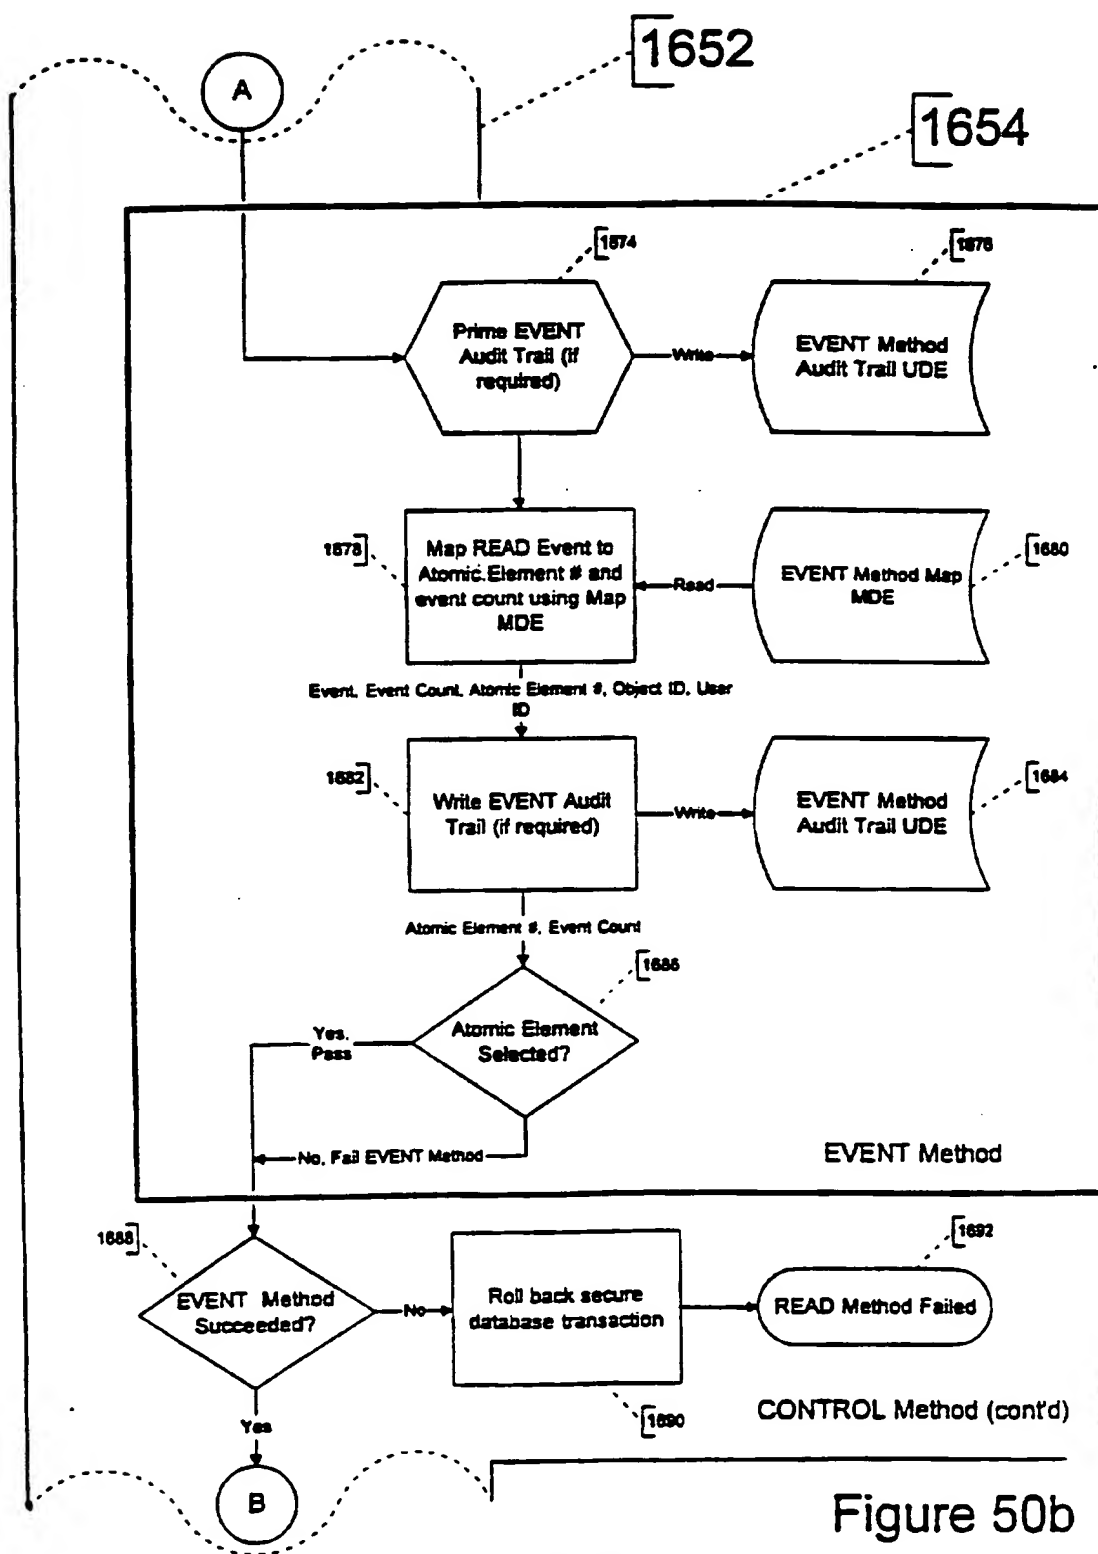 1652
A
1654
1674
1676
Prime EVENT
Audit Trail (if
required)
Write
EVENT Method
Audit Trail UDE
1678
Map READ Event to
Atomic Element # and
event count using Map
MDE
Read
EVENT Method Map
MDE
1680
Event, Event Count, Atomic Element #, Object ID, User
ID
1682
Write EVENT Audit
Trail (if required)
Write
EVENT Method
Audit Trail UDE
1684
Atomic Element #, Event Count
1686
Atomic Element
Selected?
Yes,
Pass
No, Fail EVENT Method
EVENT Method
1688
EVENT Method
Succeeded?
No
Roll back secure
database transaction
1692
READ Method Failed
1690
CONTROL Method (cont'd)
Yes
B
Figure 50b